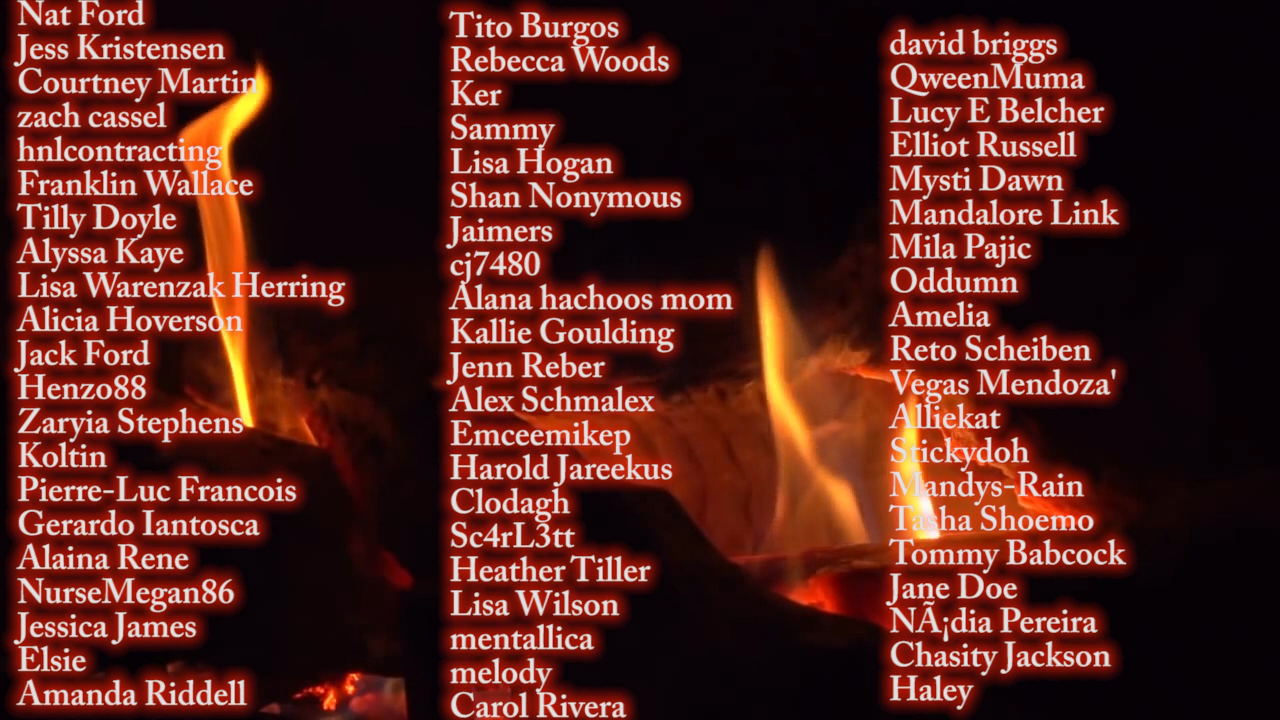 Nat Ford
Jess Kristensen
Courtney Martin
zach cassel
hnlcontracting
Franklin Wallace
Tilly Doyle
Alyssa Kaye
Lisa Warenzak Herring
Alicia Hoverson
Jack Ford
Henzo88
Zaryia Stephens
Koltin
Pierre-Luc Francois
Gerardo Iantosca
Alaina Rene
NurseMegan86
Jessica James
Elsie
Amanda Riddell
Tito Burgos
Rebecca Woods
Ker
Sammy
Lisa Hogan
Shan Nonymous
Jaimers
cj7480
Alana hachoos mom
Kallie Goulding
Jenn Reber
Alex Schmalex
Emceemikep
Harold Jareekus
Clodagh
Sc4rL3tt
Heather Tiller
Lisa Wilson
mentallica
melody
Carol Rivera
david briggs
QweenMuma
Lucy E Belcher
Elliot Russell
Mysti Dawn
Mandalore Link
Mila Pajic
Oddumn
Amelia
Reto Scheiben
Vegas Mendoza'
Alliekat
Stickydoh
Mandys-Rain
Tasha Shoemo
Tommy Babcock
Jane Doe
NÃ¡dia Pereira
Chasity Jackson
Haley